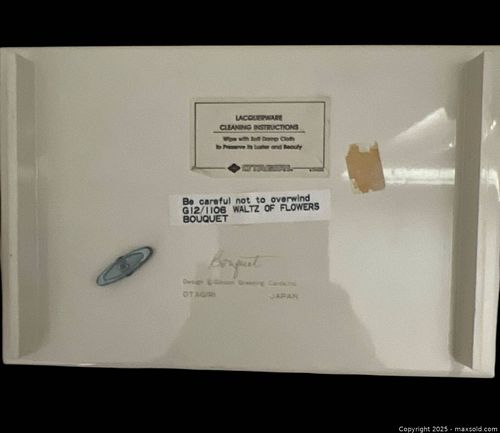 LACQUERWARE
CLEANING INSTRUCTIONS
Wipe with Soft Damp Cloth
to Preserve its Luster and Beauty
OTAGIRI
Be careful not to overwind
G12/1106 WALTZ OF FLOWERS
BOUQUET
Bouquet
Design © Gibson Greeting Cards, Inc.
OTAGIRI JAPAN
Copyright 2025 - maxsold.com